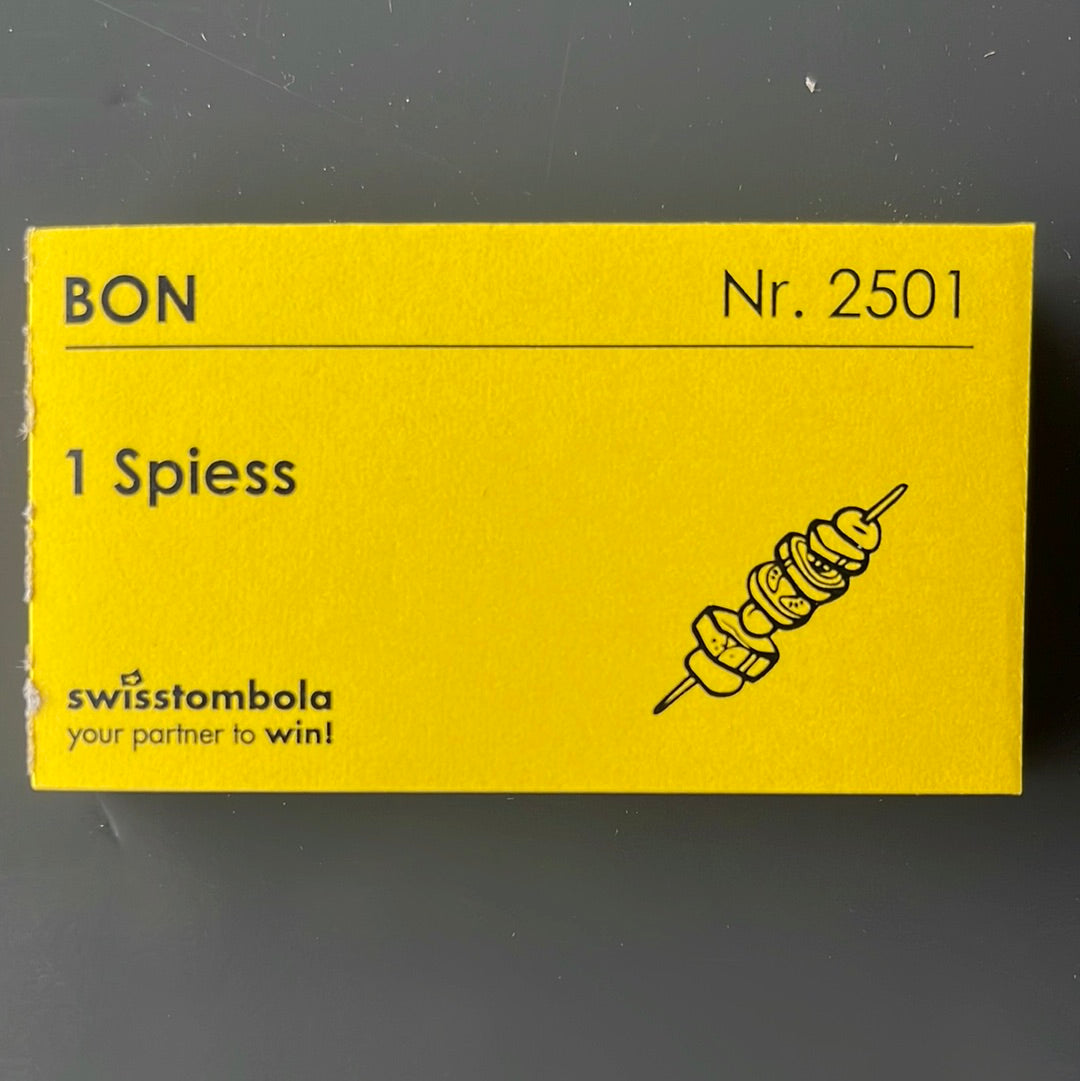 BON Nr. 2501
1 Spiess
swisstombola
your partner to win!